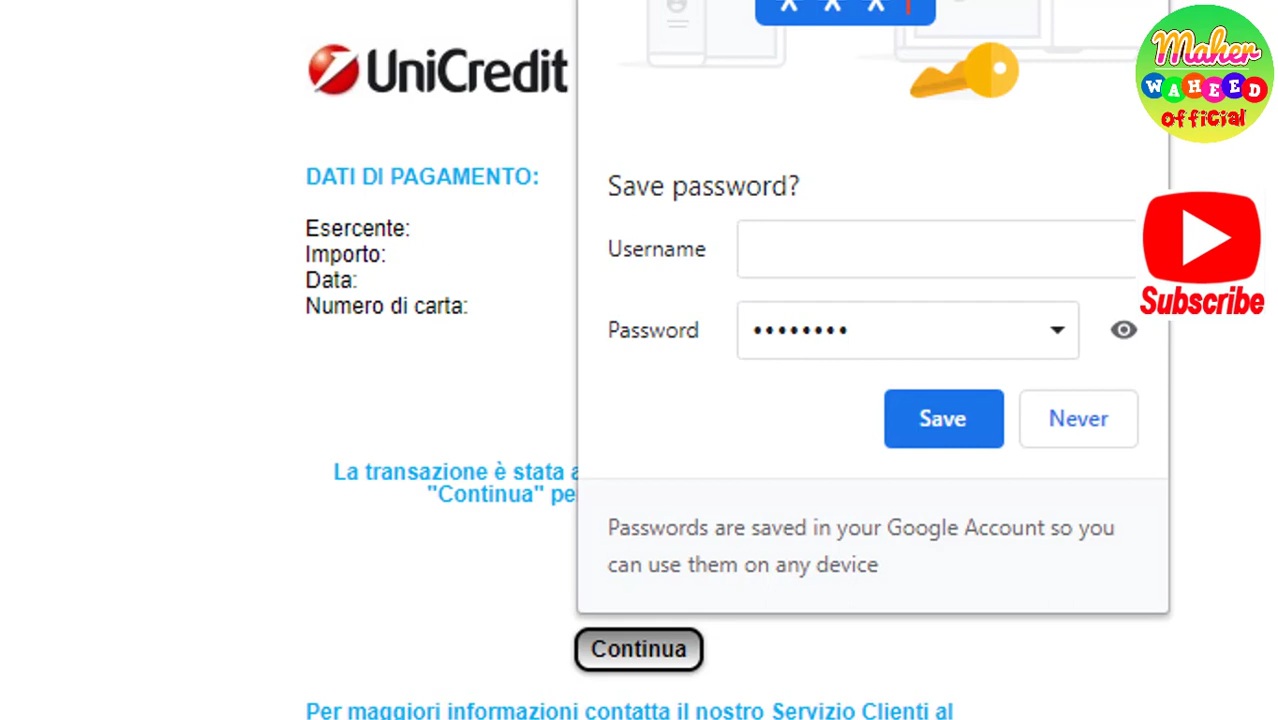 Maher
WAHEED
Official
UniCredit
DATI DI PAGAMENTO:
Esercente:
Importo:
Data:
Numero di carta:
Save password?
Username
Password
Subscribe
Save
Never
La transazione è stata
"Continua" pe
Passwords are saved in your Google Account so you
can use them on any device
Continua
Per maggiori informazioni contatta il nostro Servizio Clienti al